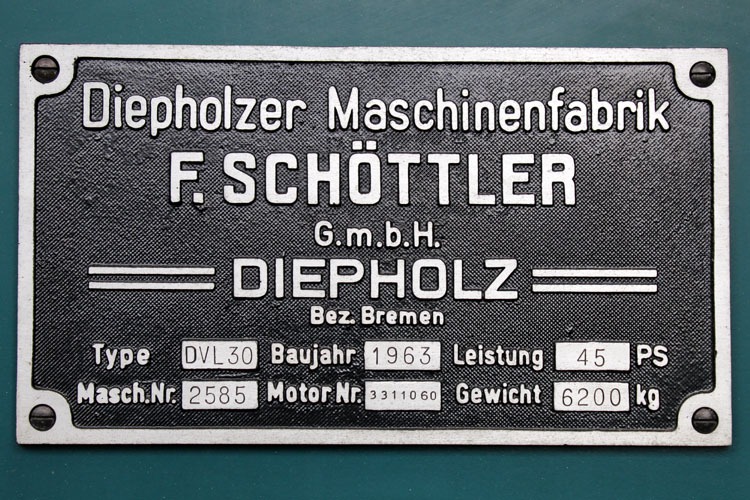 Diepholzer Maschinenfabrik
F. SCHÖTTLER
G.m.b.H.
DIEPHOLZ
Bez. Bremen
Type DVL30 Baujahr 1963 Leistung 45 PS
Masch.Nr. 2585 Motor Nr. 3311060 Gewicht 6200 kg